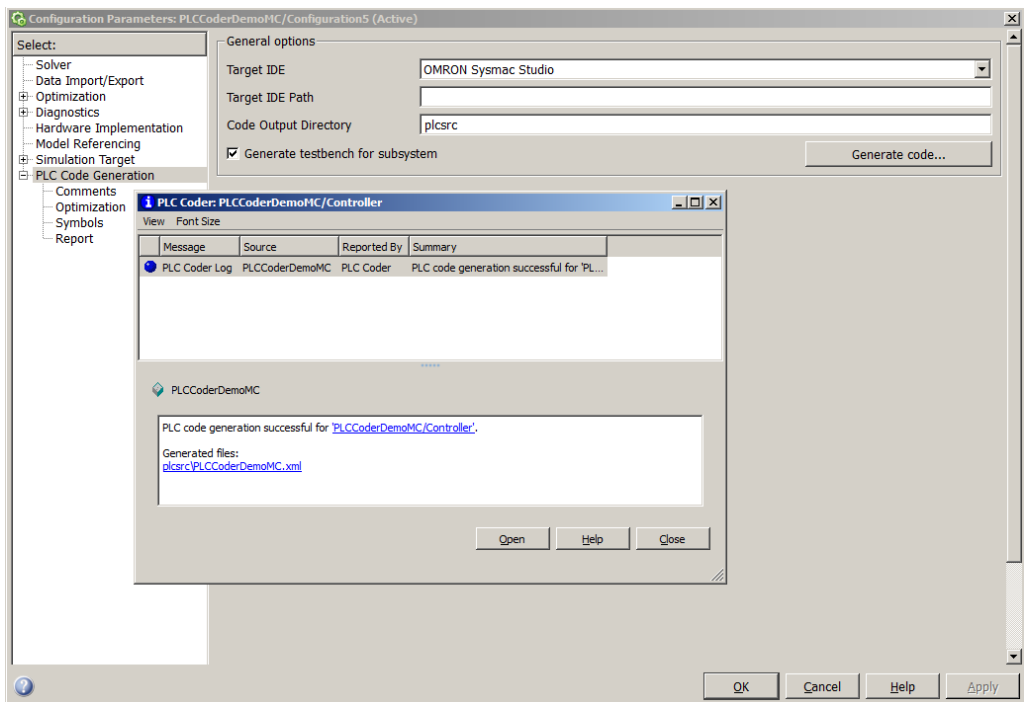 Configuration Parameters: PLCCoderDemoMC/Configuration5 (Active)
Select:
Solver
Data Import/Export
Optimization
Diagnostics
Hardware Implementation
Model Referencing
Simulation Target
PLC Code Generation
Comments
Optimization
Symbols
Report
General options
Target IDE OMRON Sysmac Studio
Target IDE Path
Code Output Directory plcsrc
Generate testbench for subsystem Generate code...
PLC Coder: PLCCoderDemoMC/Controller
View Font Size
Message Source Reported By Summary
PLC Coder Log PLCCoderDemoMC PLC Coder PLC code generation successful for 'PL...
PLCCoderDemoMC
PLC code generation successful for 'PLCCoderDemoMC/Controller'.
Generated files:
plcsrc\PLCCoderDemoMC.xml
Open Help Close
OK Cancel Help Apply